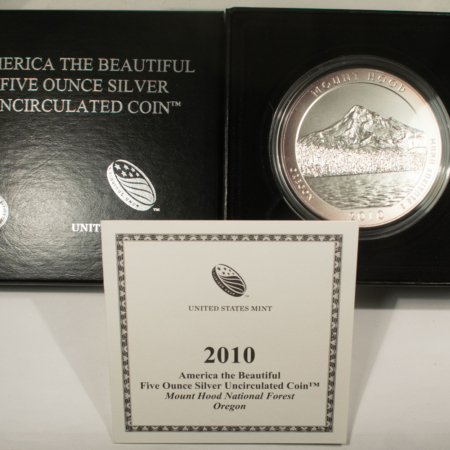 AMERICA THE BEAUTIFUL
FIVE OUNCE SILVER
UNCIRCULATED COIN™
UNIT
MOUNT HOOD
2010
UNITED STATES MINT
2010
America the Beautiful
Five Ounce Silver Uncirculated Coin™
Mount Hood National Forest
Oregon